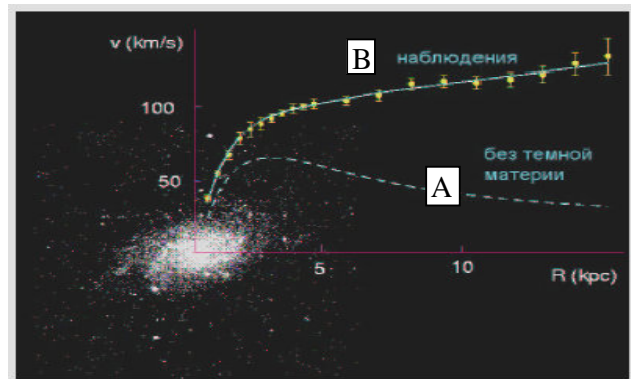 v (km/s)
B
наблюдения
100
без темной
материи
50
A
5
10
R (kpc)